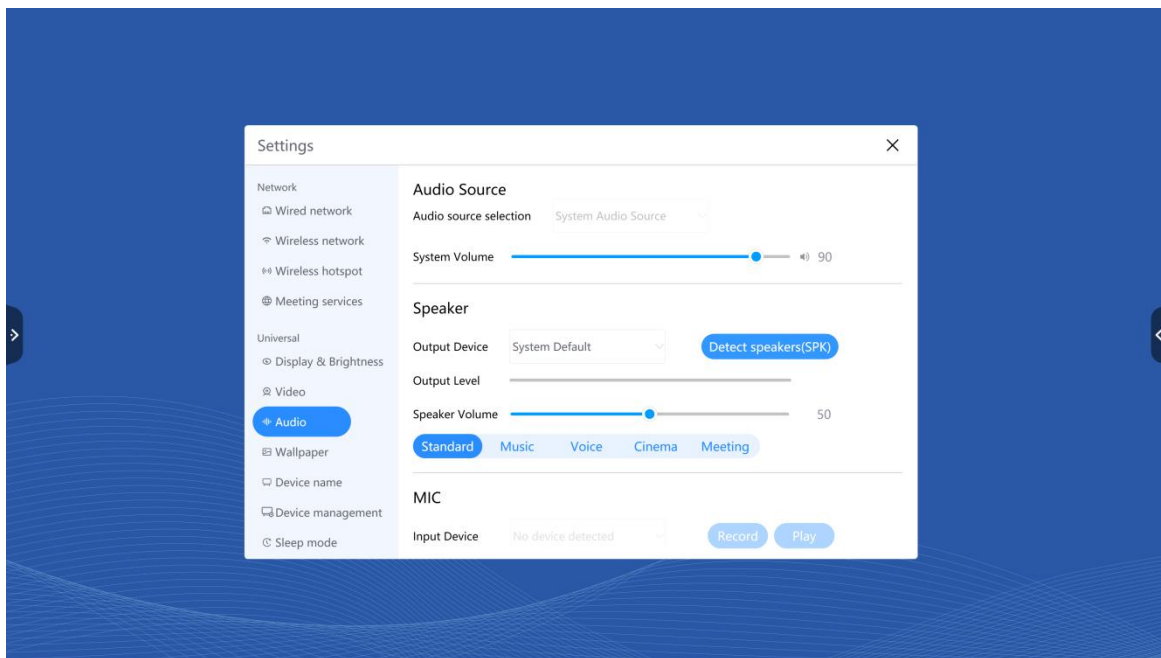 Settings
Network
Wired network
Wireless network
Wireless hotspot
Meeting services
Universal
Display & Brightness
Video
Audio
Wallpaper
Device name
Device management
Sleep mode
Audio Source
Audio source selection System Audio Source
System Volume 90
Speaker
Output Device System Default Detect speakers(SPK)
Output Level
Speaker Volume 50
Standard Music Voice Cinema Meeting
MIC
Input Device No device detected Record Play